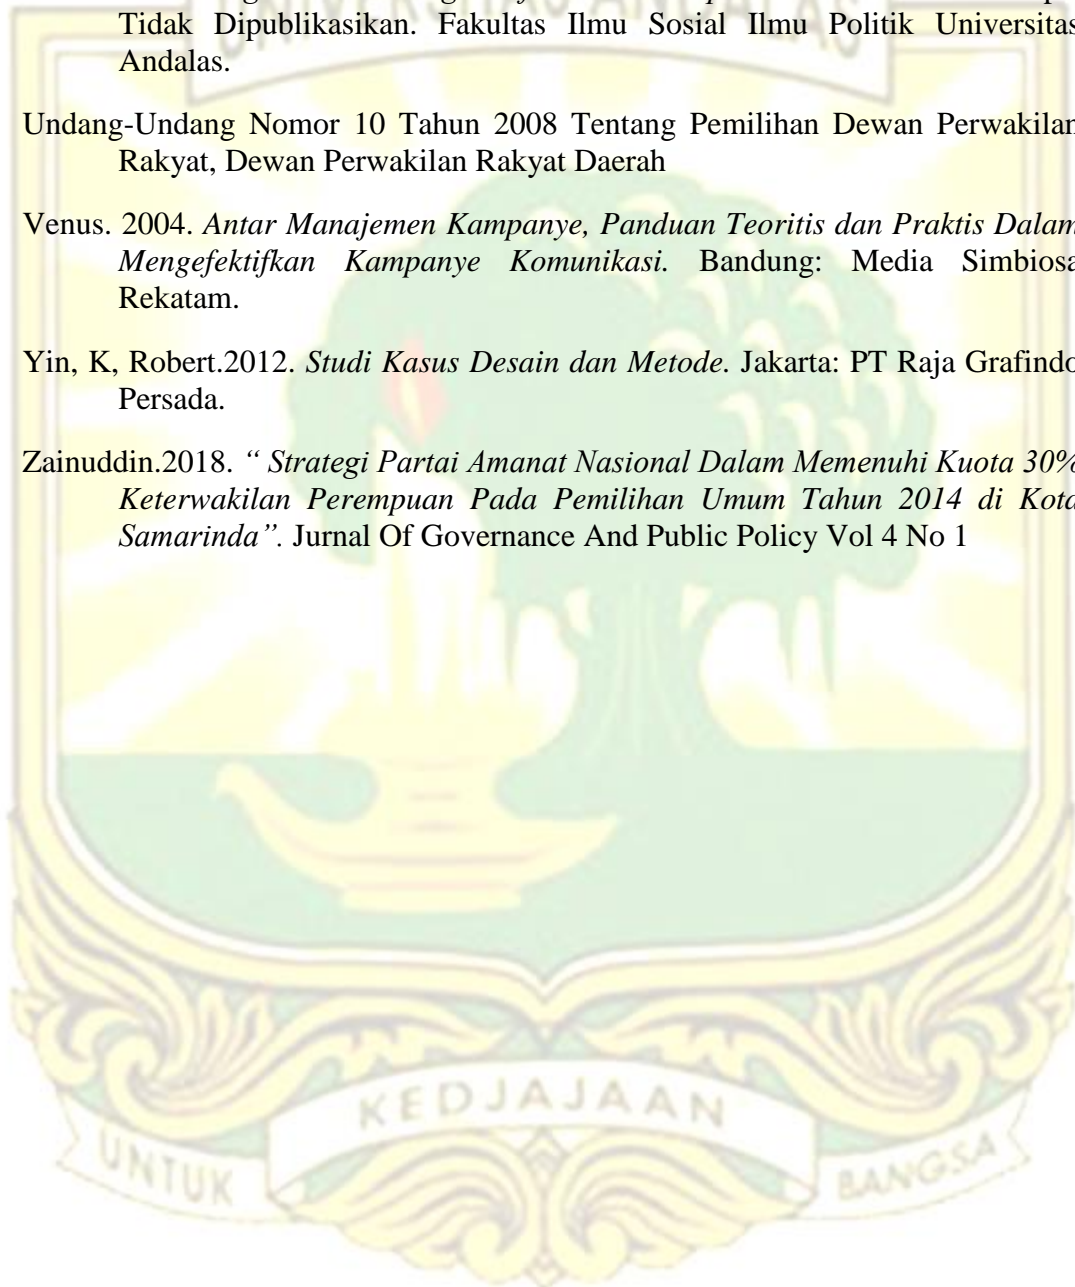 Tidak Dipublikasikan. Fakultas Ilmu Sosial Ilmu Politik Universitas
Andalas.
Undang-Undang Nomor 10 Tahun 2008 Tentang Pemilihan Dewan Perwakilan
Rakyat, Dewan Perwakilan Rakyat Daerah
Venus. 2004. Antar Manajemen Kampanye, Panduan Teoritis dan Praktis Dalam
Mengefektifkan Kampanye Komunikasi. Bandung: Media Simbiosa
Rekatam.
Yin, K, Robert.2012. Studi Kasus Desain dan Metode. Jakarta: PT Raja Grafindo
Persada.
Zainuddin.2018. “ Strategi Partai Amanat Nasional Dalam Memenuhi Kuota 30%
Keterwakilan Perempuan Pada Pemilihan Umum Tahun 2014 di Kota
Samarinda”. Jurnal Of Governance And Public Policy Vol 4 No 1
KEDJAJAAN
UNTUK
BANGSA